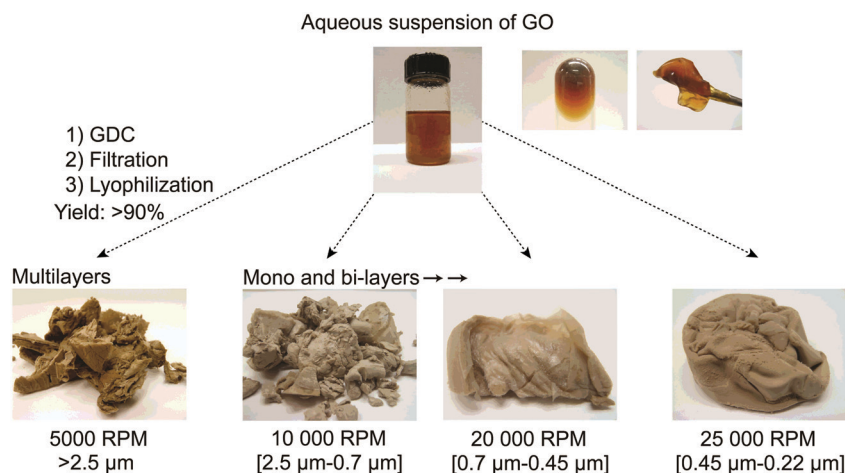 Aqueous suspension of GO
1) GDC
2) Filtration
3) Lyophilization
Yield: >90%
Multilayers
Mono and bi-layers → →
5000 RPM
>2.5 μm
10 000 RPM
[2.5 μm-0.7 μm]
20 000 RPM
[0.7 μm-0.45 μm]
25 000 RPM
[0.45 μm-0.22 μm]